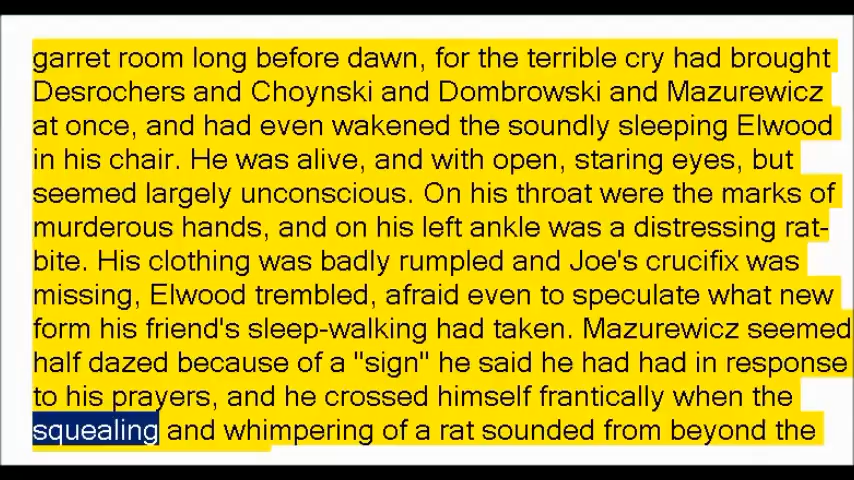 garret room long before dawn, for the terrible cry had brought
Desrochers and Choynski and Dombrowski and Mazurewicz
at once, and had even wakened the soundly sleeping Elwood
in his chair. He was alive, and with open, staring eyes, but
seemed largely unconscious. On his throat were the marks of
murderous hands, and on his left ankle was a distressing rat-
bite. His clothing was badly rumpled and Joe's crucifix was
missing, Elwood trembled, afraid even to speculate what new
form his friend's sleep-walking had taken. Mazurewicz seemed
half dazed because of a "sign" he said he had had in response
to his prayers, and he crossed himself frantically when the
squealing and whimpering of a rat sounded from beyond the